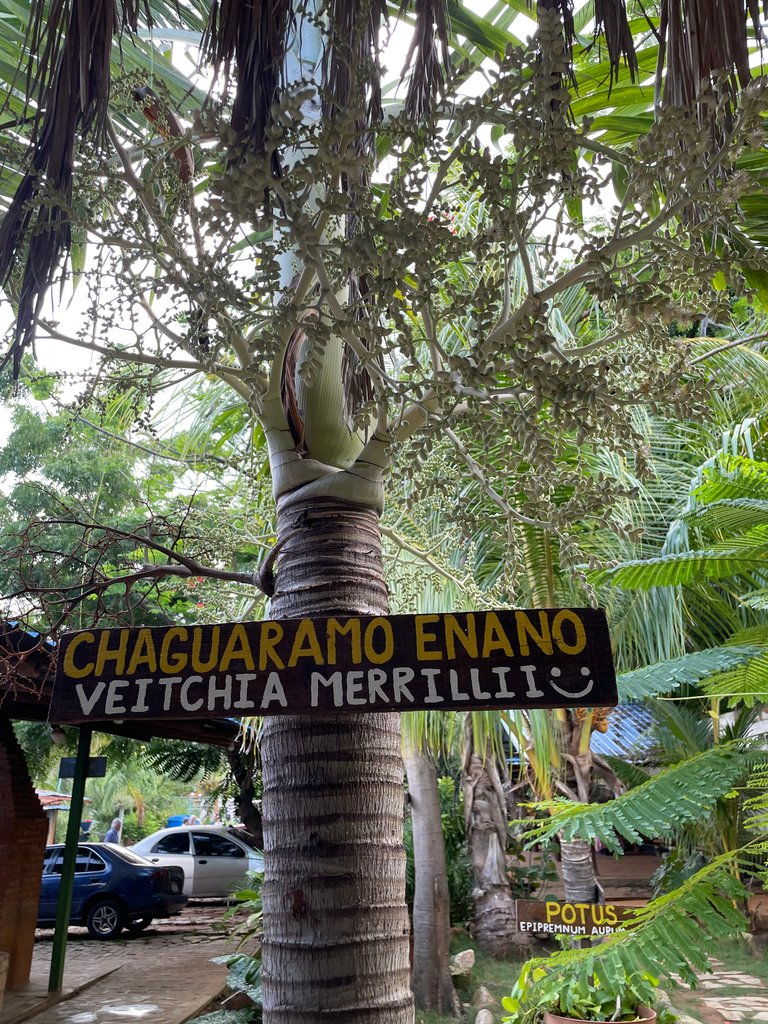 CHAGUARAMO ENANO
VEITCHIA MERRILLII
POTUS
EPIPREMNUM